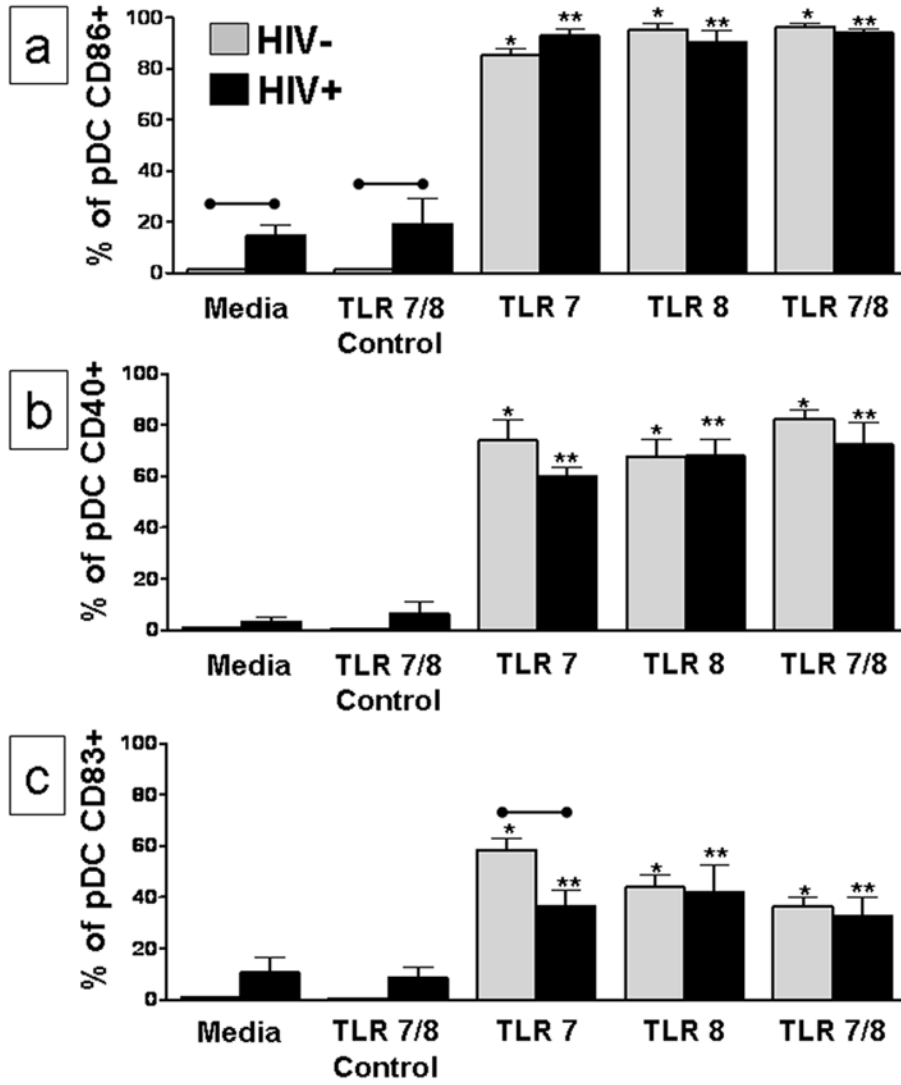 a
% of pDC CD86+
100
80
60
40
20
0
HIV-
HIV+
* ** * ** * **
Media TLR 7/8 Control TLR 7 TLR 8 TLR 7/8
b
% of pDC CD40+
100
80
60
40
20
0
* ** * ** * **
Media TLR 7/8 Control TLR 7 TLR 8 TLR 7/8
c
% of pDC CD83+
100
80
60
40
20
0
* ** * ** * **
Media TLR 7/8 Control TLR 7 TLR 8 TLR 7/8